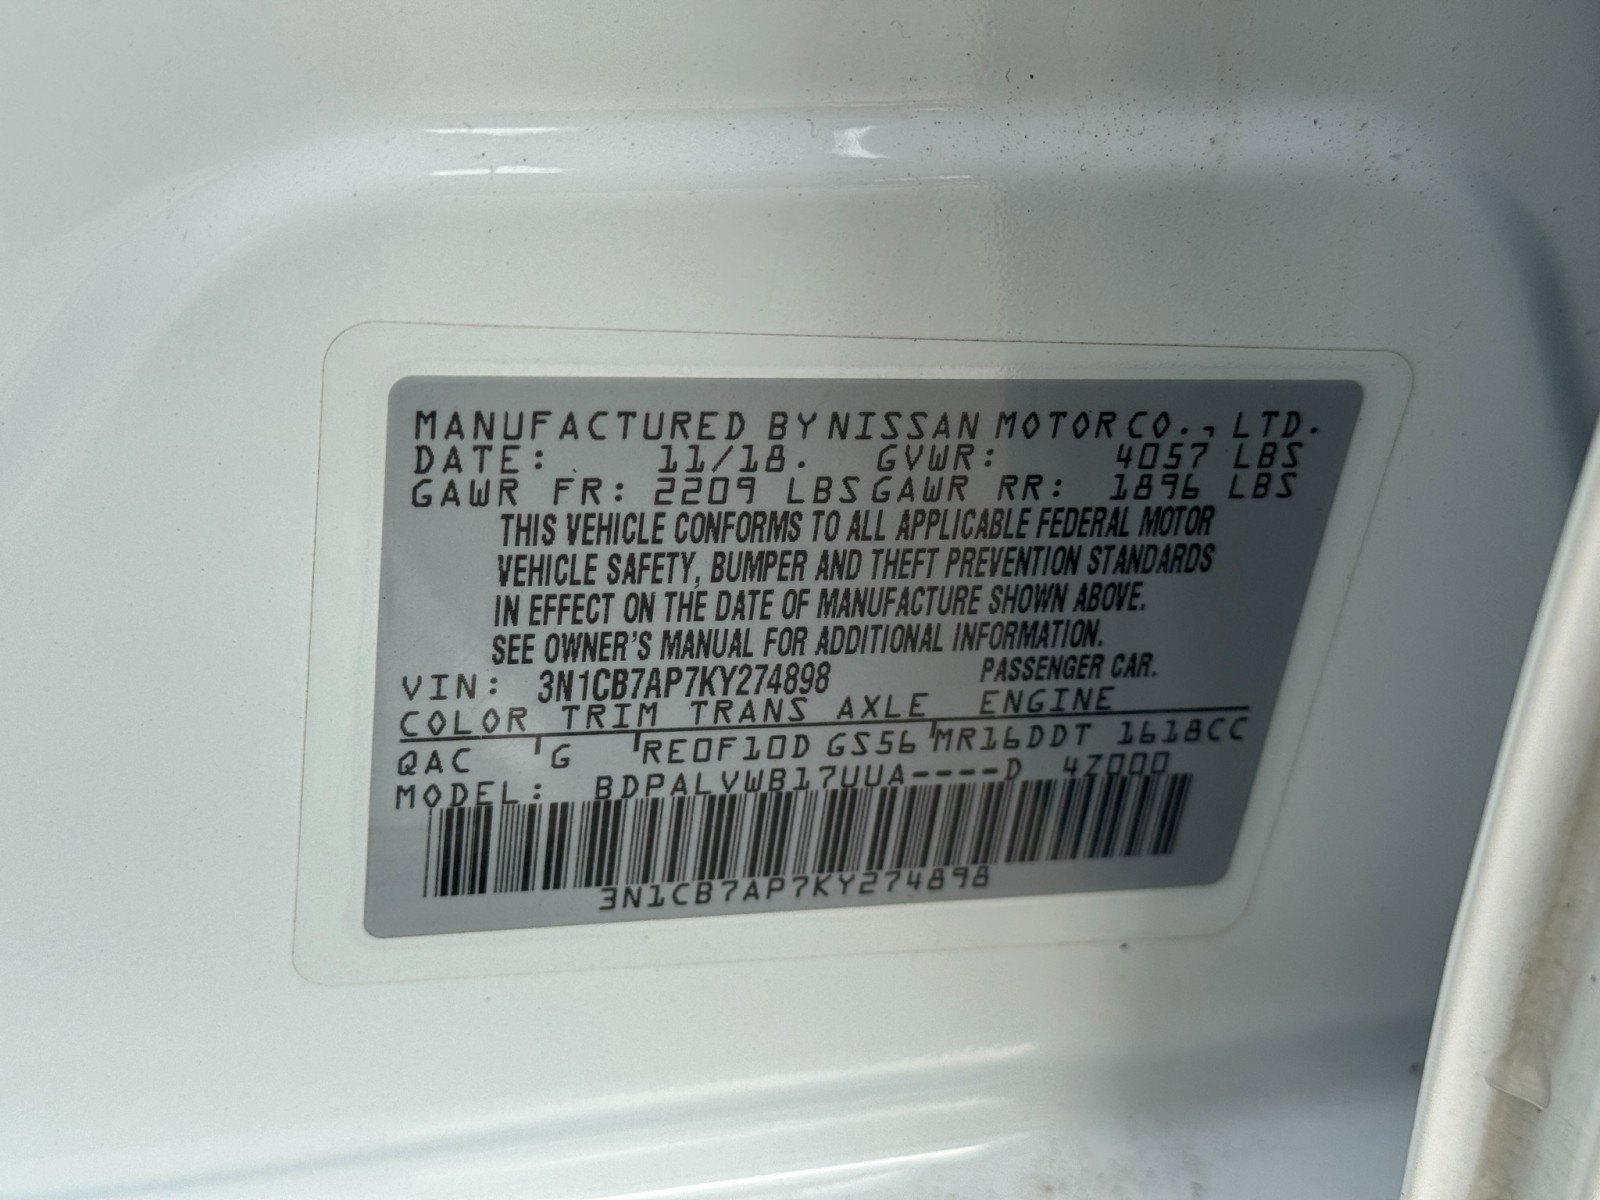 MANUFACTURED BY NISSAN MOTOR CO., LTD.
DATE: 11/18. GVWR: 4057 LBS
GAWR FR: 2209 LBS GAWR RR: 1896 LBS
THIS VEHICLE CONFORMS TO ALL APPLICABLE FEDERAL MOTOR
VEHICLE SAFETY, BUMPER AND THEFT PREVENTION STANDARDS
IN EFFECT ON THE DATE OF MANUFACTURE SHOWN ABOVE.
SEE OWNER'S MANUAL FOR ADDITIONAL INFORMATION.
VIN: 3N1CB7AP7KY274898 PASSENGER CAR.
COLOR TRIM TRANS AXLE ENGINE
QAC G RE0F10D GS56 MR16DDT 1618CC
MODEL: BDPALVWB17UUA----D 4Z000
3N1CB7AP7KY274898